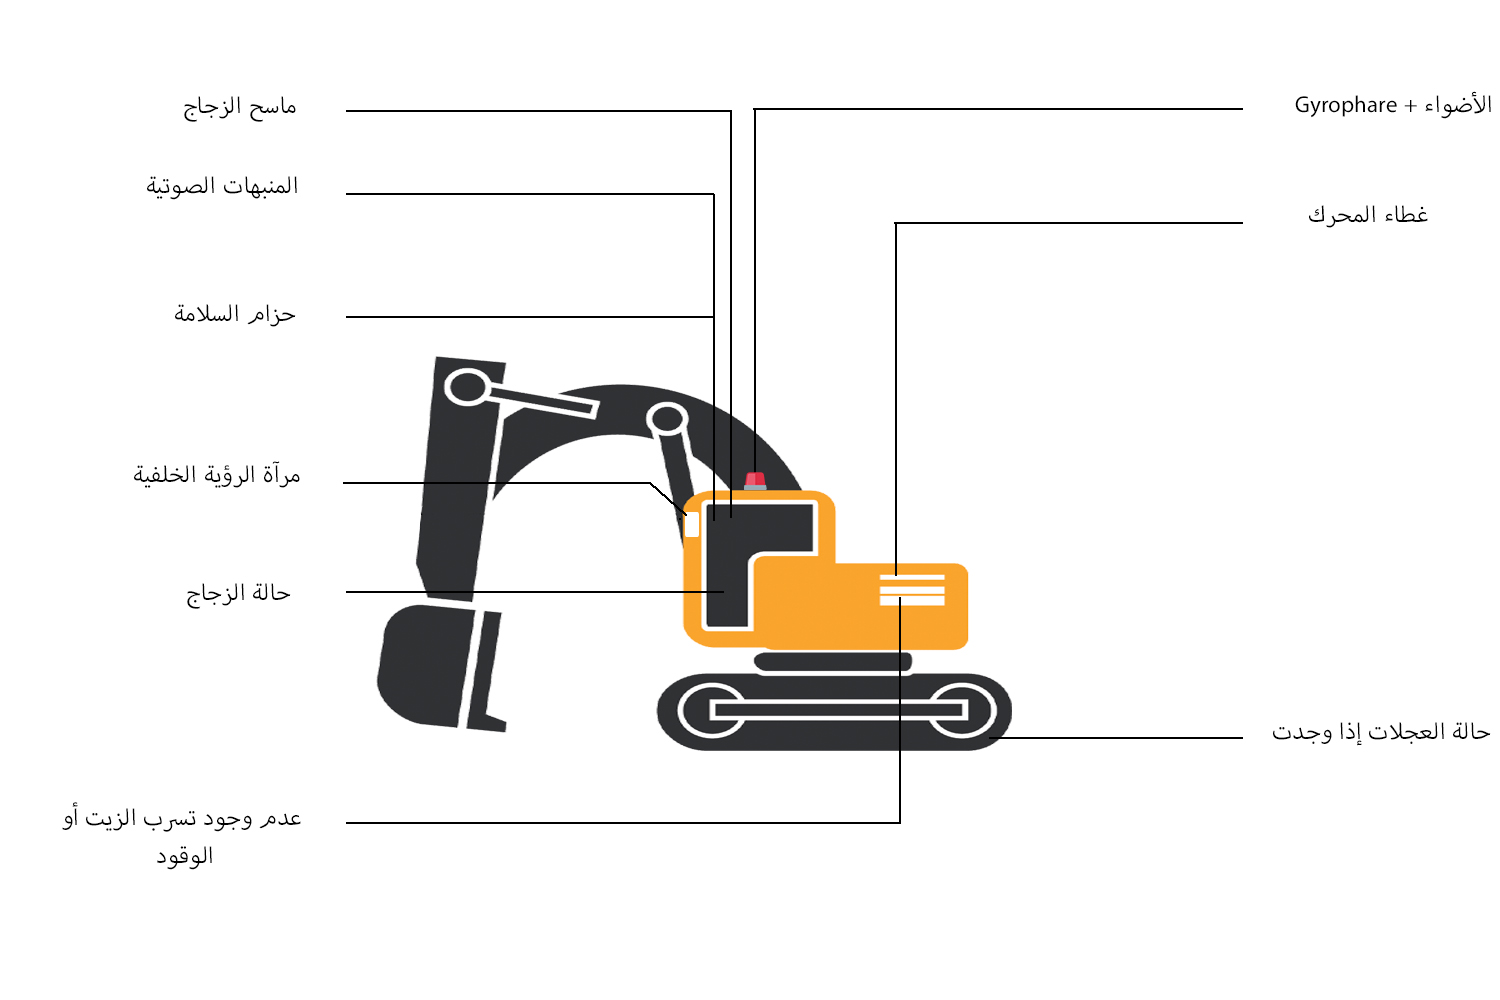 الأضواء + Gyrophare
غطاء المحرك
حالة العجلات إذا وجدت
ماسح الزجاج
المنبهات الصوتية
حزام السلامة
مرآة الرؤية الخلفية
حالة الزجاج
عدم وجود تسرب الزيت أو
الوقود